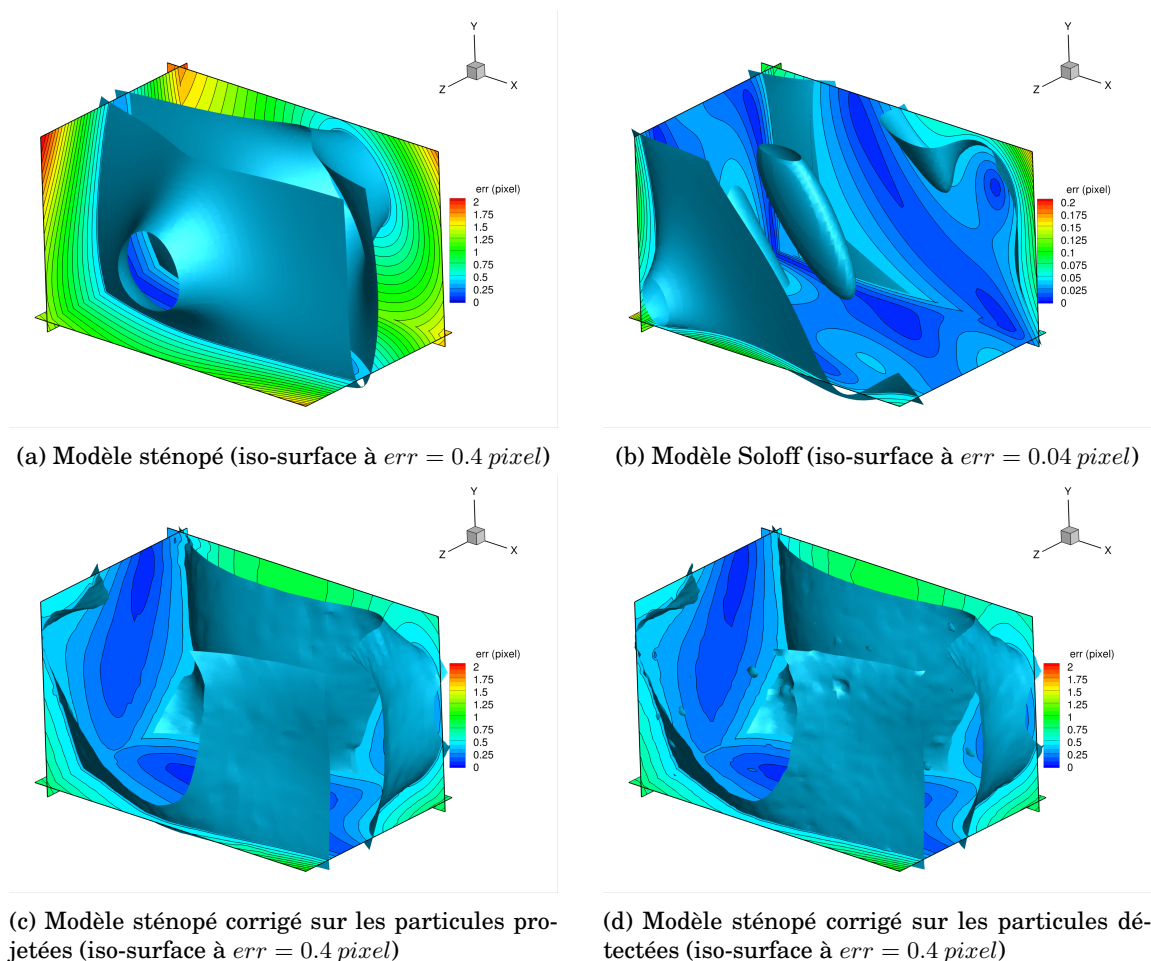 Y
Z
X
err (pixel)
2
1.75
1.5
1.25
1
0.75
0.5
0.25
0
(a) Modèle sténopé (iso-surface à err = 0.4 pixel)
Y
Z
X
err (pixel)
0.2
0.175
0.15
0.125
0.1
0.075
0.05
0.025
0
(b) Modèle Soloff (iso-surface à err = 0.04 pixel)
Y
Z
X
err (pixel)
2
1.75
1.5
1.25
1
0.75
0.5
0.25
0
(c) Modèle sténopé corrigé sur les particules pro-
jetées (iso-surface à err = 0.4 pixel)
Y
Z
X
err (pixel)
2
1.75
1.5
1.25
1
0.75
0.5
0.25
0
(d) Modèle sténopé corrigé sur les particules dé-
tectées (iso-surface à err = 0.4 pixel)